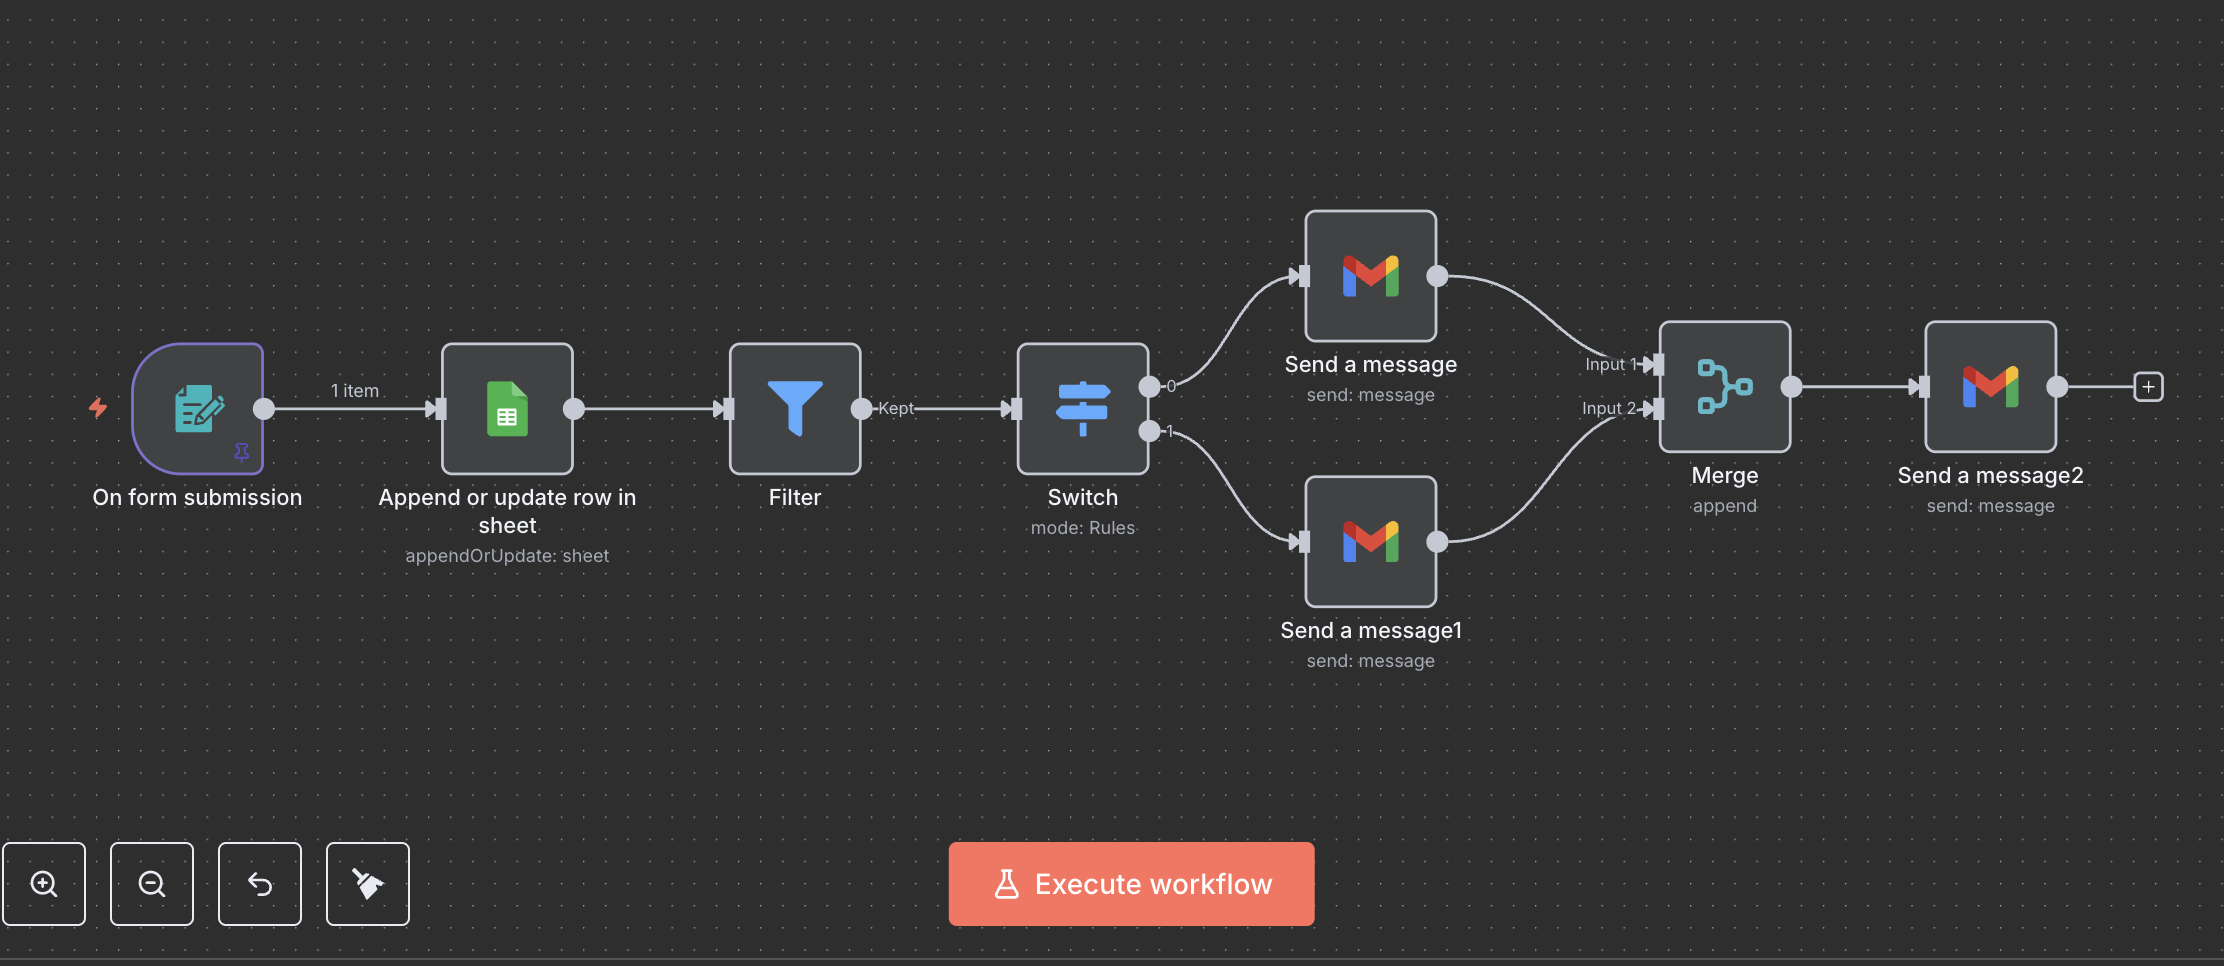 1 item
On form submission
Append or update row in
sheet
appendOrUpdate: sheet
Filter
Kept
Switch
mode: Rules
0
1
Send a message
send: message
Send a message1
send: message
Input 1
Input 2
Merge
append
Send a message2
send: message
Execute workflow